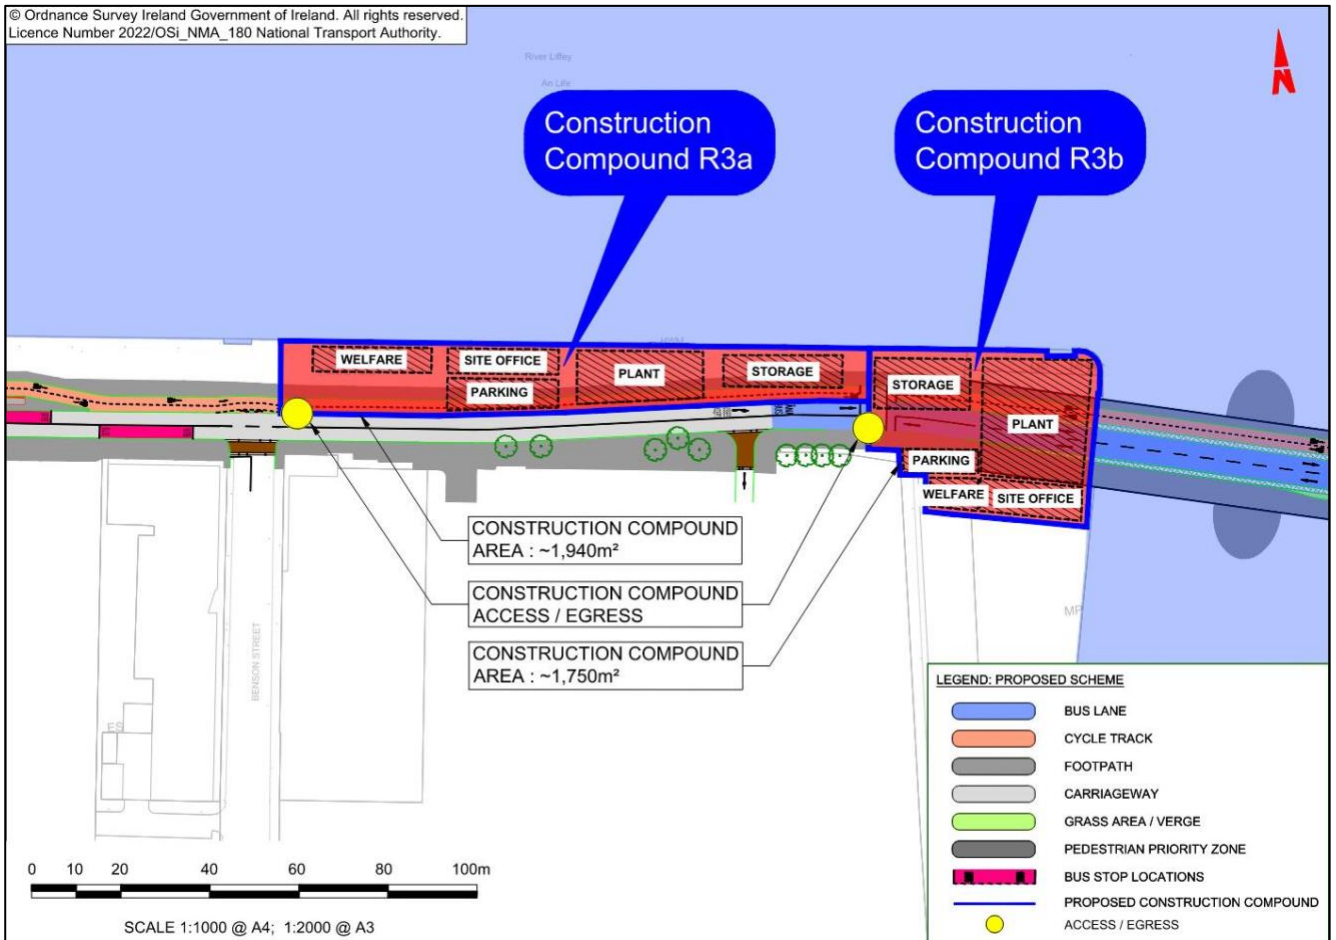 © Ordnance Survey Ireland Government of Ireland. All rights reserved.
Licence Number 2022/OSi_NMA_180 National Transport Authority.
River Liffey
An Life
N
Construction
Compound R3a
Construction
Compound R3b
HWM
WELFARE
SITE OFFICE
PARKING
PLANT
STORAGE
STORAGE
PLANT
PARKING
WELFARE
SITE OFFICE
CONSTRUCTION COMPOUND
AREA : ~1,940m²
CONSTRUCTION COMPOUND
ACCESS / EGRESS
CONSTRUCTION COMPOUND
AREA : ~1,750m²
BENSON STREET
ES
MP
LEGEND: PROPOSED SCHEME
BUS LANE
CYCLE TRACK
FOOTPATH
CARRIAGEWAY
GRASS AREA / VERGE
PEDESTRIAN PRIORITY ZONE
BUS STOP LOCATIONS
PROPOSED CONSTRUCTION COMPOUND
ACCESS / EGRESS
0 10 20 40 60 80 100m
SCALE 1:1000 @ A4; 1:2000 @ A3